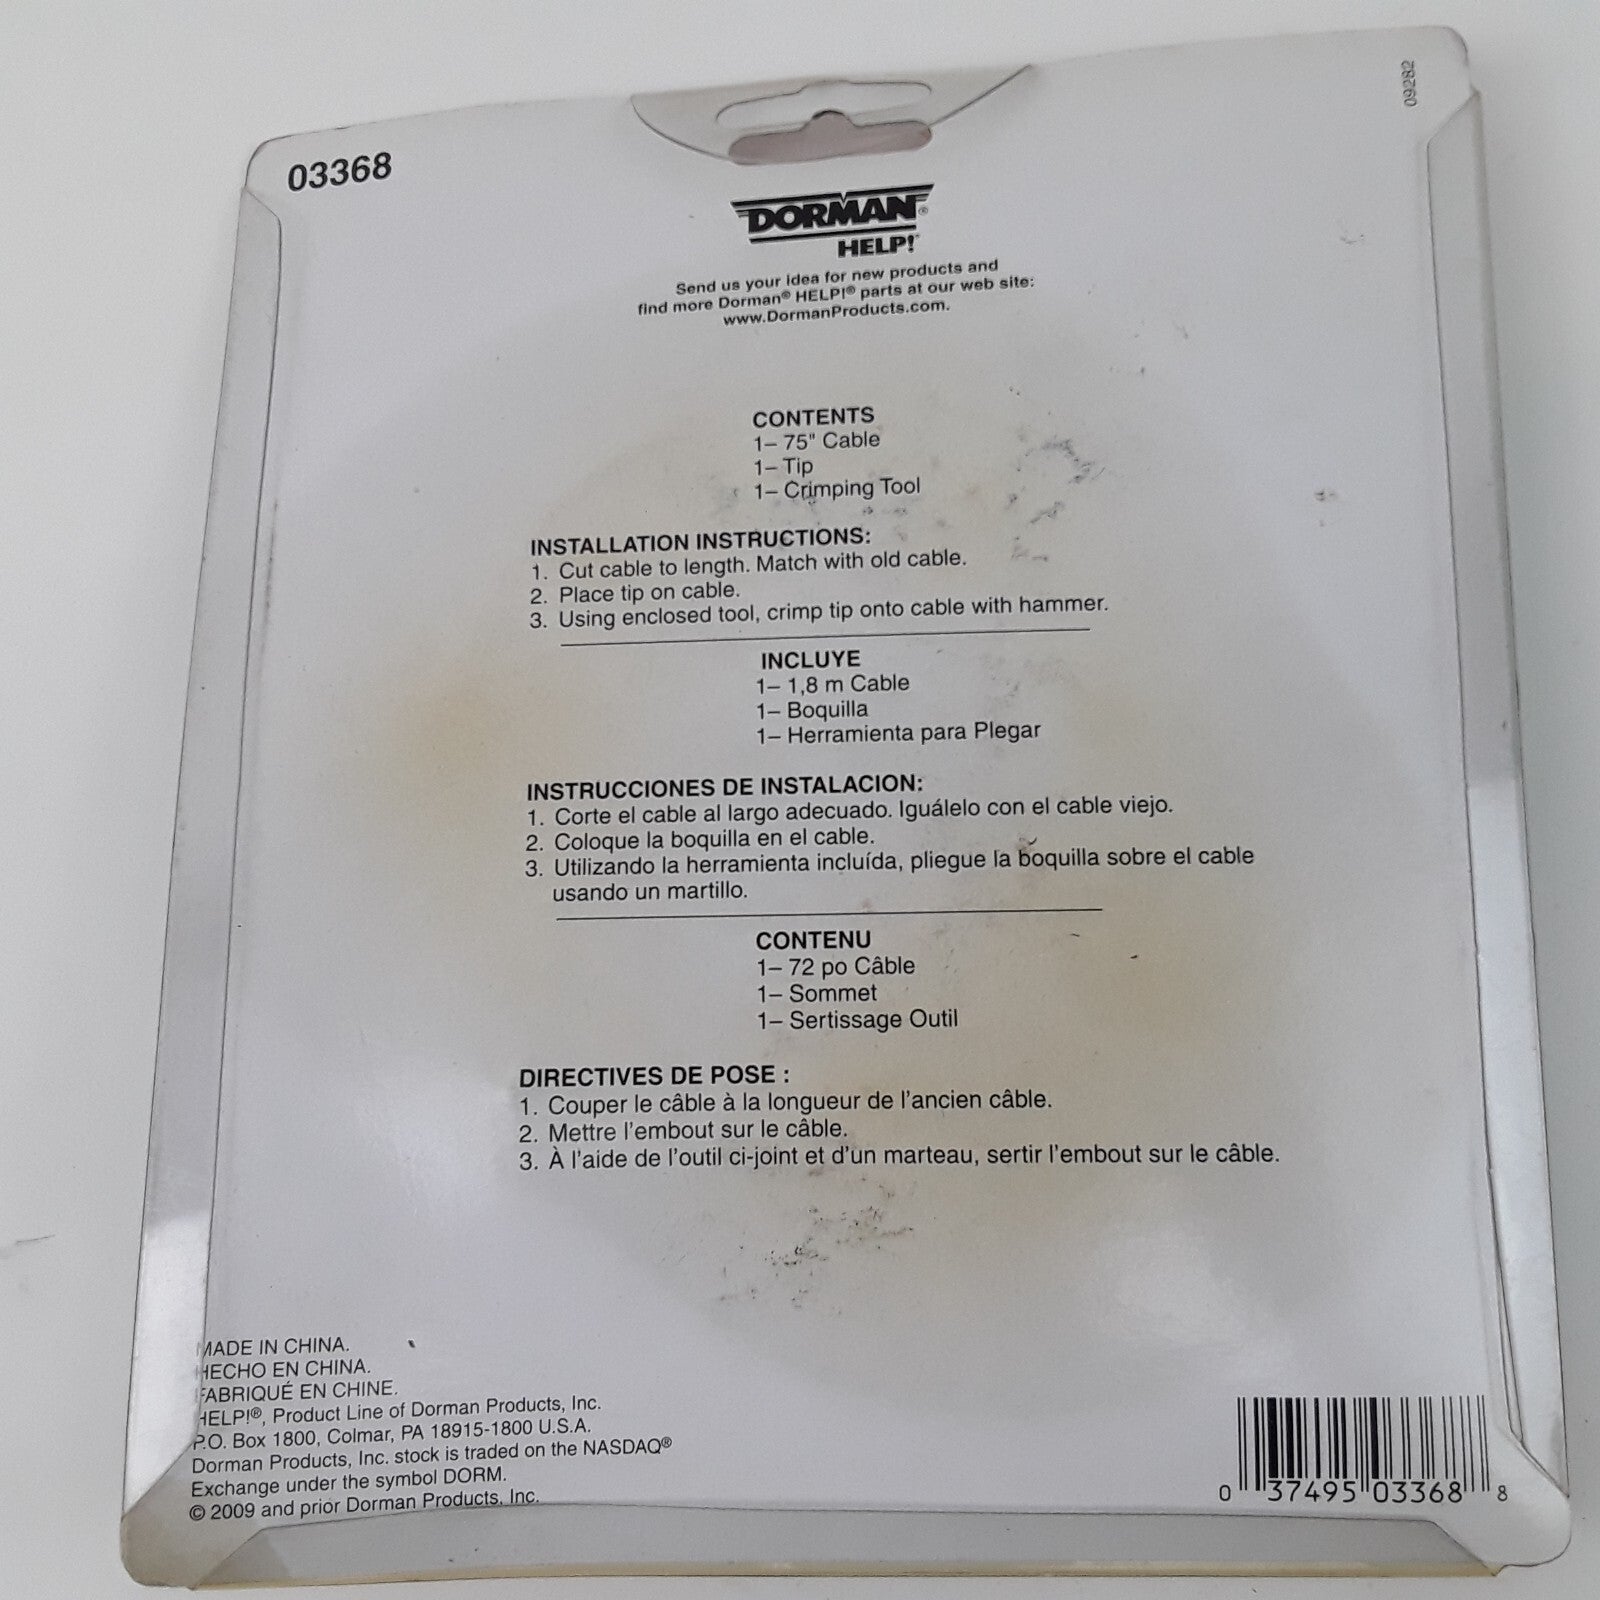 09282
03368
DORMAN®
HELP!®
Send us your idea for new products and
find more Dorman® HELP!® parts at our web site:
www.DormanProducts.com.
CONTENTS
1– 75" Cable
1– Tip
1– Crimping Tool
INSTALLATION INSTRUCTIONS:
1. Cut cable to length. Match with old cable.
2. Place tip on cable.
3. Using enclosed tool, crimp tip onto cable with hammer.
INCLUYE
1– 1,8 m Cable
1– Boquilla
1– Herramienta para Plegar
INSTRUCCIONES DE INSTALACION:
1. Corte el cable al largo adecuado. Iguálelo con el cable viejo.
2. Coloque la boquilla en el cable.
3. Utilizando la herramienta incluída, pliegue la boquilla sobre el cable
usando un martillo.
CONTENU
1– 72 po Câble
1– Sommet
1– Sertissage Outil
DIRECTIVES DE POSE :
1. Couper le câble à la longueur de l'ancien câble.
2. Mettre l'embout sur le câble.
3. À l'aide de l'outil ci-joint et d'un marteau, sertir l'embout sur le câble.
MADE IN CHINA.
HECHO EN CHINA.
FABRIQUÉ EN CHINE.
HELP!®, Product Line of Dorman Products, Inc.
P.O. Box 1800, Colmar, PA 18915-1800 U.S.A.
Dorman Products, Inc. stock is traded on the NASDAQ®
Exchange under the symbol DORM.
© 2009 and prior Dorman Products, Inc.
0 37495 03368 8